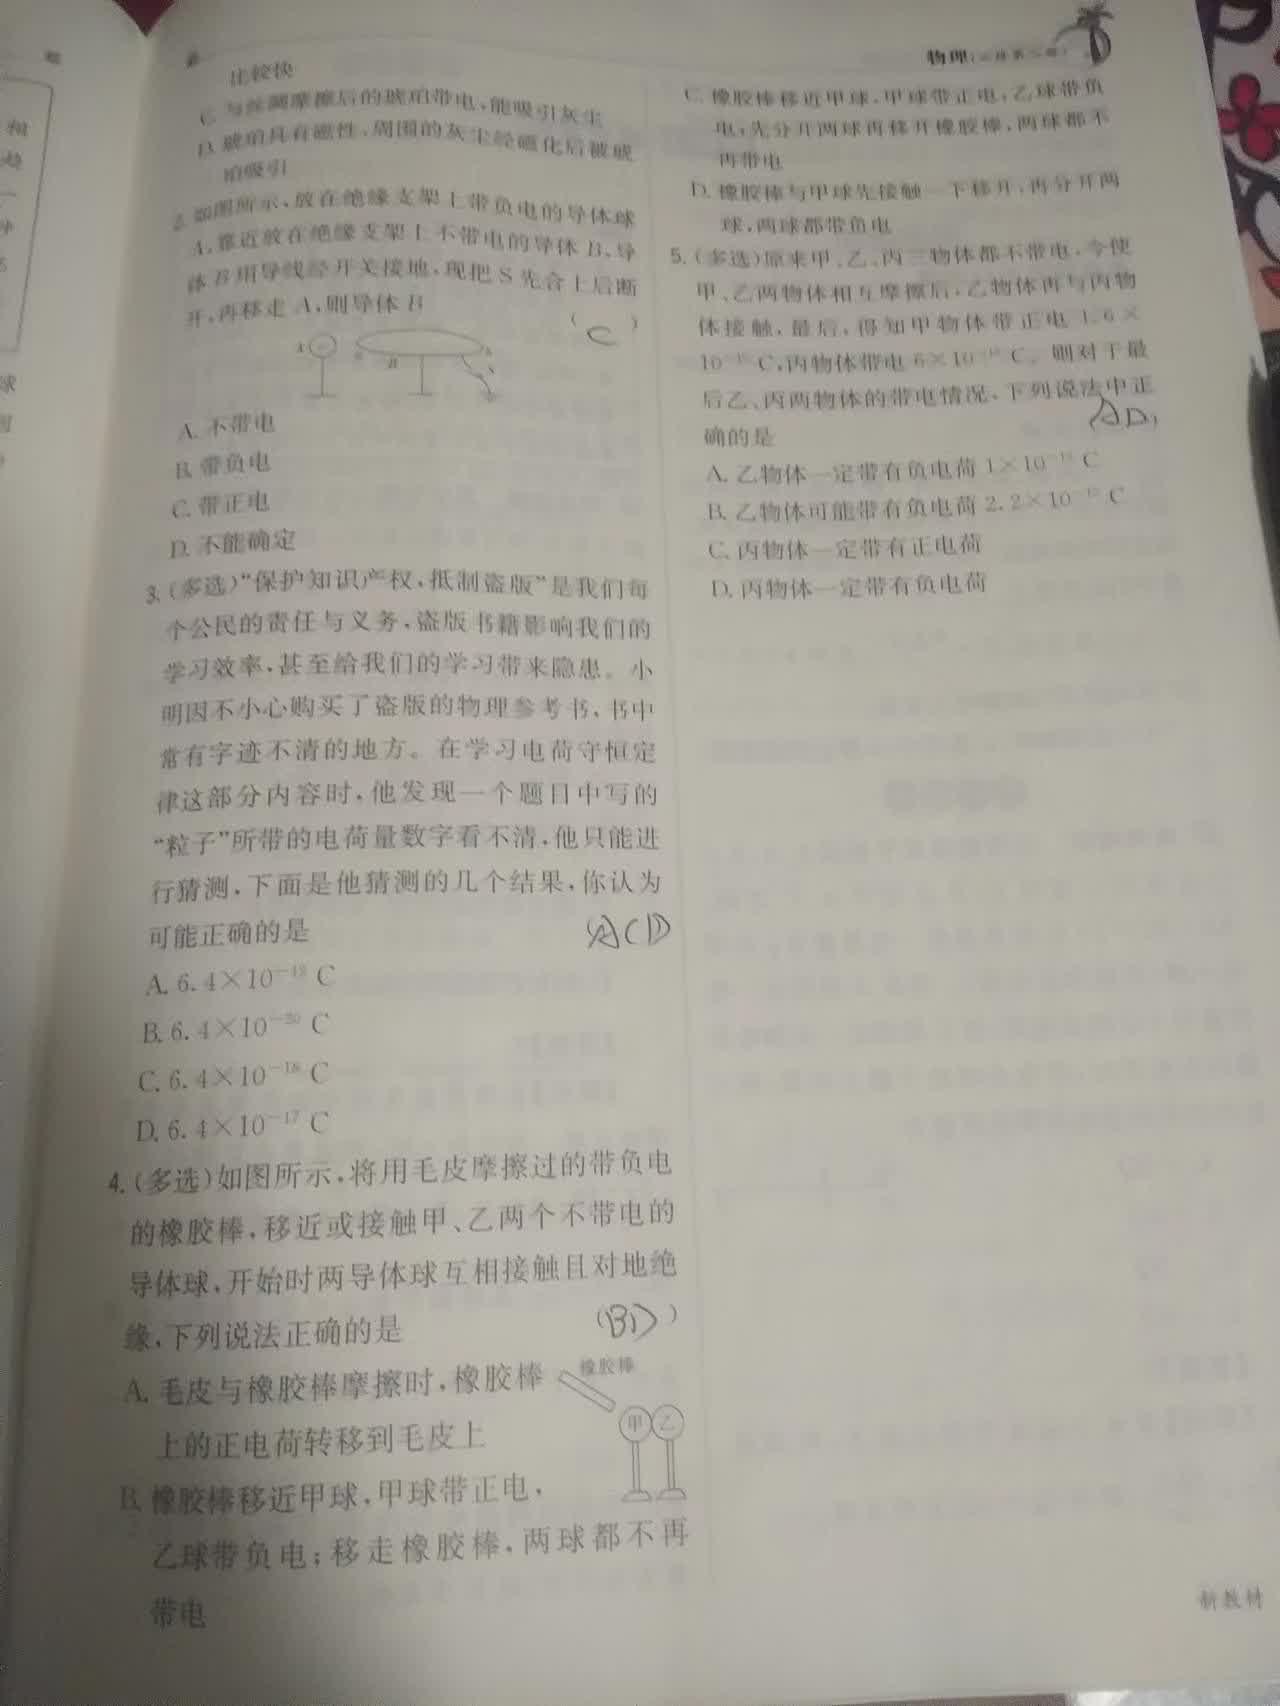 物理
比较快
C. 与丝绸摩擦后的琥珀带电,能吸引灰尘
D. 琥珀具有磁性,周围的灰尘经磁化后被琥
珀吸引
2. 如图所示,放在绝缘支架上带负电的导体球
A,靠近放在绝缘支架上不带电的导体 B,导
体 B 用导线经开关接地,现把 S 先合上后断
开,再移走 A,则导体 B
( C )
A
B
A. 不带电
B. 带负电
C. 带正电
D. 不能确定
3. (多选)“保护知识产权,抵制盗版”是我们每
个公民的责任与义务,盗版书籍影响我们的
学习效率,甚至给我们的学习带来隐患。小
明因不小心购买了盗版的物理参考书,书中
常有字迹不清的地方。在学习电荷守恒定
律这部分内容时,他发现一个题目中写的
“粒子”所带的电荷量数字看不清,他只能进
行猜测,下面是他猜测的几个结果,你认为
可能正确的是
ACD
A. 6.4×10⁻¹⁹ C
B. 6.4×10⁻²⁰ C
C. 6.4×10⁻¹⁸ C
D. 6.4×10⁻¹⁷ C
4. (多选)如图所示,将用毛皮摩擦过的带负电
的橡胶棒,移近或接触甲、乙两个不带电的
导体球,开始时两导体球互相接触且对地绝
缘,下列说法正确的是
(BD)
A. 毛皮与橡胶棒摩擦时,橡胶棒
上的正电荷转移到毛皮上
橡胶棒
甲 乙
B. 橡胶棒移近甲球,甲球带正电,
乙球带负电;移走橡胶棒,两球都不再
带电
C. 橡胶棒移近甲球,甲球带正电,乙球带负
电,先分开两球再移开橡胶棒,两球都不
再带电
D. 橡胶棒与甲球先接触一下移开,再分开两
球,两球都带负电
5. (多选)原来甲、乙、丙三物体都不带电,今使
甲、乙两物体相互摩擦后,乙物体再与丙物
体接触,最后,得知甲物体带正电 1.6×
C,丙物体带电 C。则对于最
后乙、丙两物体的带电情况,下列说法中正
确的是
AD
A. 乙物体一定带有负电荷 C
B. 乙物体可能带有负电荷 C
C. 丙物体一定带有正电荷
D. 丙物体一定带有负电荷
新教材